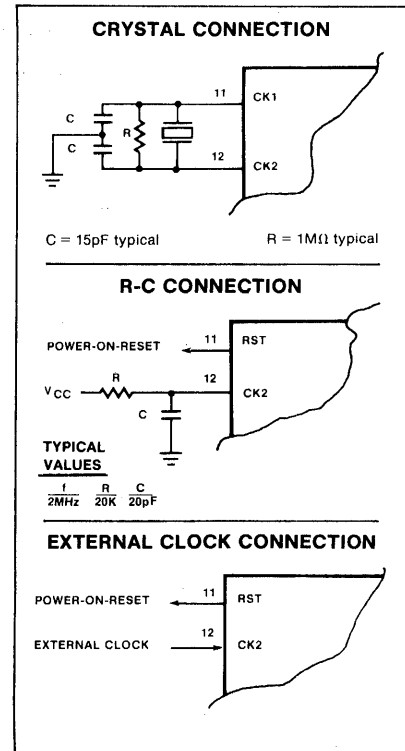 CRYSTAL CONNECTION
11
CK1
C
R
C
12
CK2
C = 15pF typical
R = 1MΩ typical
R-C CONNECTION
POWER-ON-RESET
11
RST
VCC
R
12
CK2
C
TYPICAL
VALUES
f R C
2MHz 20K 20pF
EXTERNAL CLOCK CONNECTION
POWER-ON-RESET
11
RST
EXTERNAL CLOCK
12
CK2